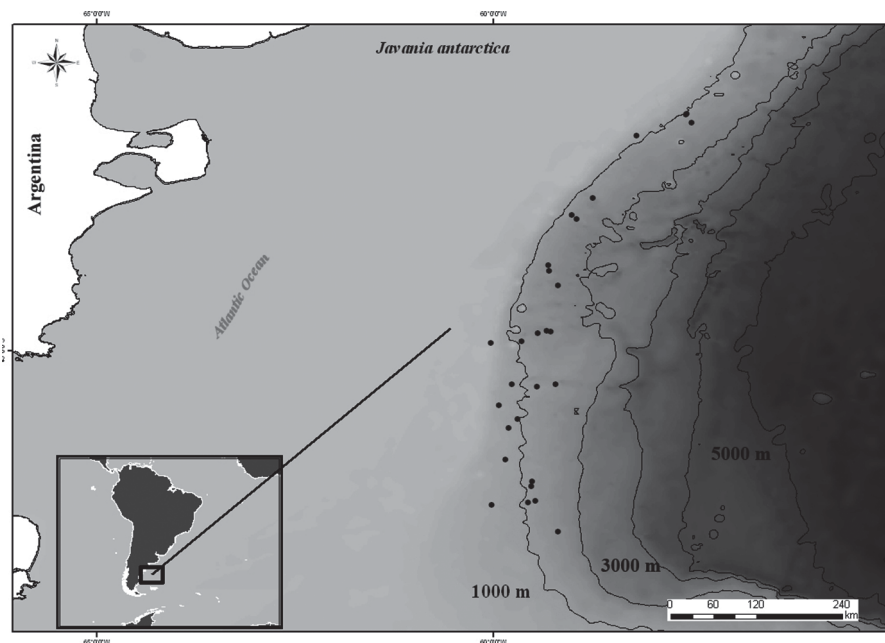 65°0'0"W
60°0'0"W
Javania antarctica
Argentina
Atlantic Ocean
5000 m
3000 m
1000 m
0 60 120 240
km
65°0'0"W
60°0'0"W